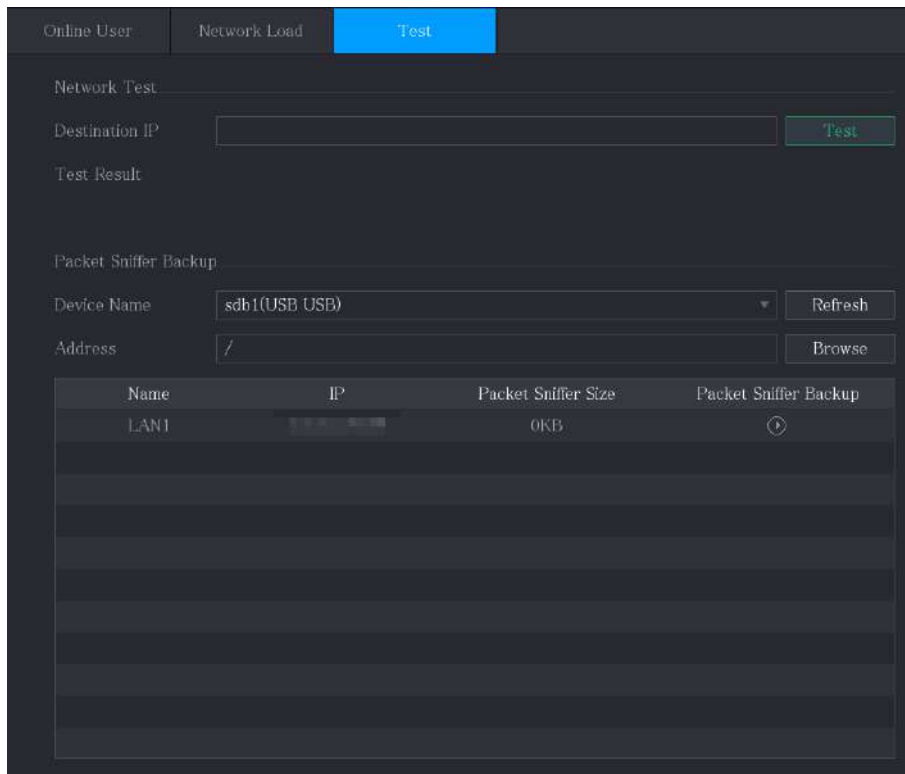 Online User Network Load Test
Network Test
Destination IP Test
Test Result
Packet Sniffer Backup
Device Name sdb1(USB USB) Refresh
Address / Browse
Name IP Packet Sniffer Size Packet Sniffer Backup
LAN1 0KB